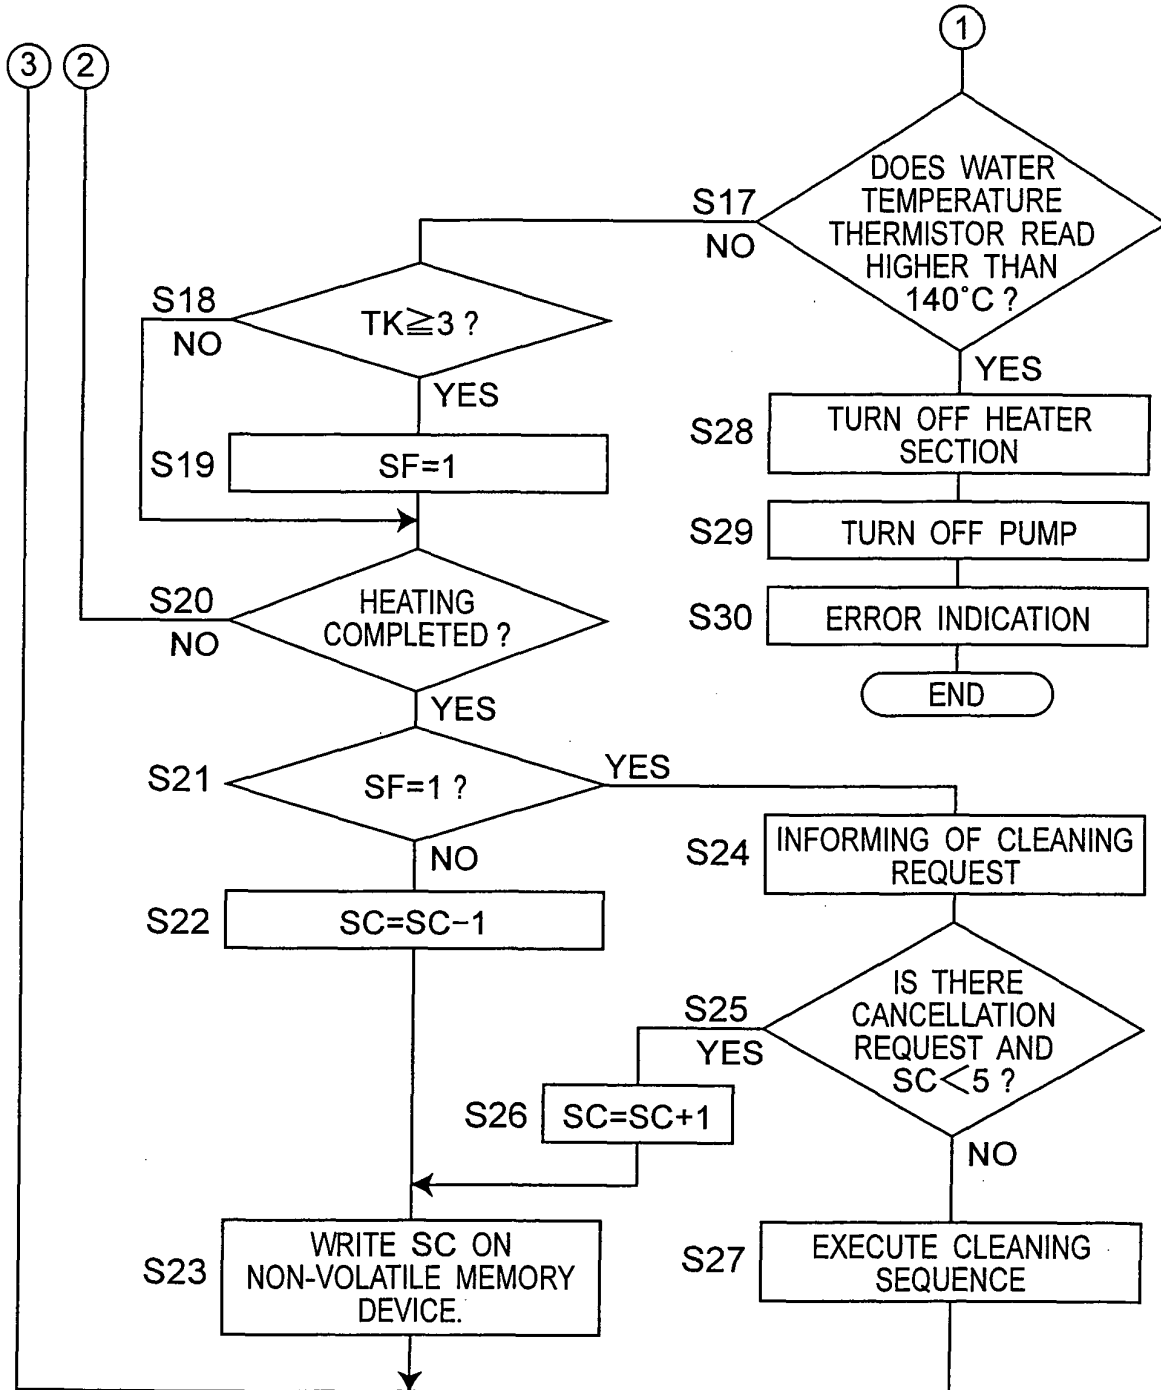 1
3
2
DOES WATER
TEMPERATURE
THERMISTOR READ
HIGHER THAN
140°C ?
S17
NO
YES
S18
NO
TK≧3 ?
YES
S28
TURN OFF HEATER
SECTION
S19
SF=1
S29
TURN OFF PUMP
S20
NO
HEATING
COMPLETED ?
YES
S30
ERROR INDICATION
END
S21
SF=1 ?
YES
NO
S24
INFORMING OF CLEANING
REQUEST
S22
SC=SC−1
S25
YES
IS THERE
CANCELLATION
REQUEST AND
SC<5 ?
NO
S26
SC=SC+1
S23
WRITE SC ON
NON-VOLATILE MEMORY
DEVICE.
S27
EXECUTE CLEANING
SEQUENCE